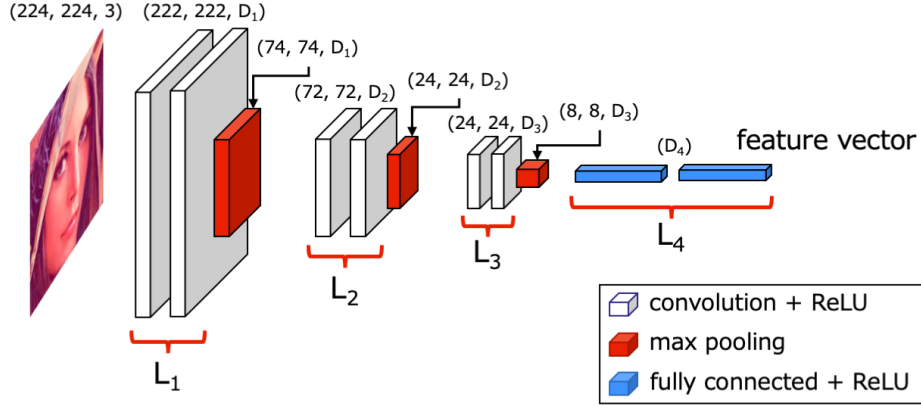 (224, 224, 3)
(222, 222, D₁)
(74, 74, D₁)
(72, 72, D₂)
(24, 24, D₂)
(24, 24, D₃)
(8, 8, D₃)
(D₄)
feature vector
L₁
L₂
L₃
L₄
convolution + ReLU
max pooling
fully connected + ReLU